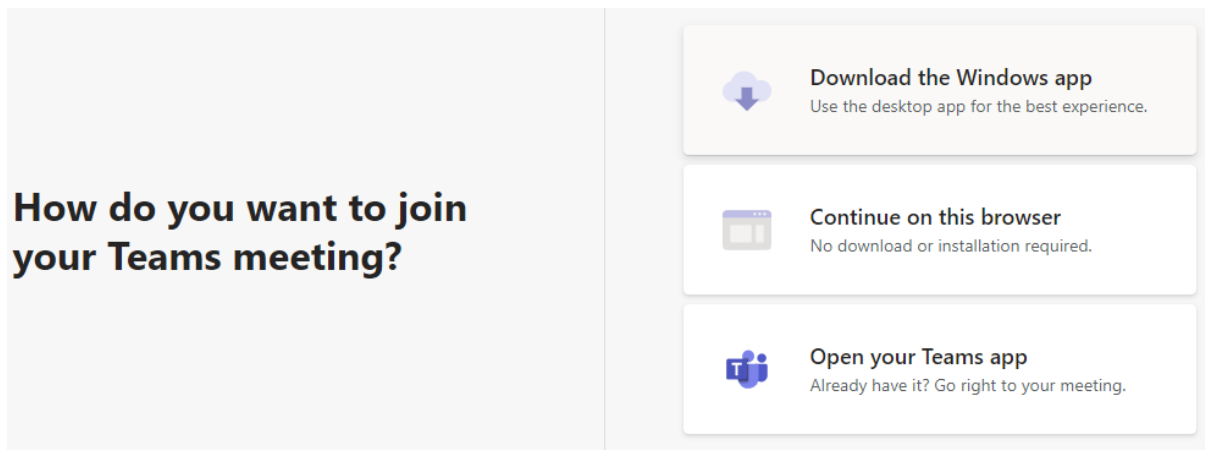 How do you want to join
your Teams meeting?
Download the Windows app
Use the desktop app for the best experience.
Continue on this browser
No download or installation required.
T
Open your Teams app
Already have it? Go right to your meeting.